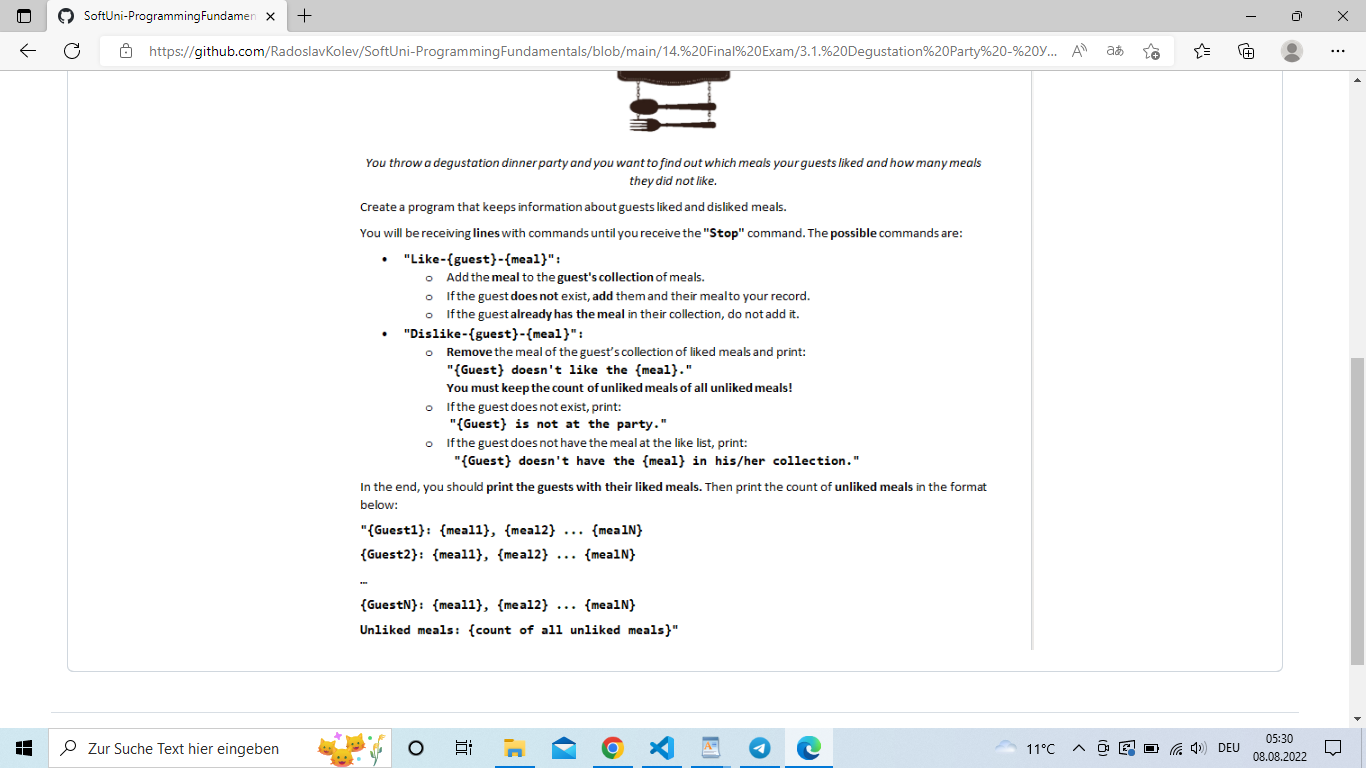 SoftUni-ProgrammingFundamen
https://github.com/RadoslavKolev/SoftUni-ProgrammingFundamentals/blob/main/14.%20Final%20Exam/3.1.%20Degustation%20Party%20-%20У...
You throw a degustation dinner party and you want to find out which meals your guests liked and how many meals
they did not like.
Create a program that keeps information about guests liked and disliked meals.
You will be receiving lines with commands until you receive the "Stop" command. The possible commands are:
• "Like-{guest}-{meal}":
o Add the meal to the guest's collection of meals.
o If the guest does not exist, add them and their meal to your record.
o If the guest already has the meal in their collection, do not add it.
• "Dislike-{guest}-{meal}":
o Remove the meal of the guest's collection of liked meals and print:
"{Guest} doesn't like the {meal}."
You must keep the count of unliked meals of all unliked meals!
o If the guest does not exist, print:
"{Guest} is not at the party."
o If the guest does not have the meal at the like list, print:
"{Guest} doesn't have the {meal} in his/her collection."
In the end, you should print the guests with their liked meals. Then print the count of unliked meals in the format
below:
"{Guest1}: {meal1}, {meal2} ... {mealN}
{Guest2}: {meal1}, {meal2} ... {mealN}
…
{GuestN}: {meal1}, {meal2} ... {mealN}
Unliked meals: {count of all unliked meals}"
Zur Suche Text hier eingeben
11°C
DEU
05:30
08.08.2022